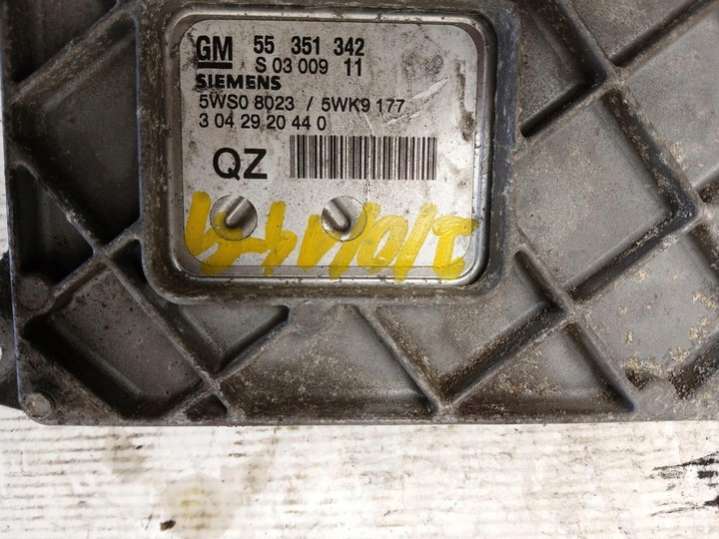 GM 55 351 342
S 03 009 11
SIEMENS
5WS0 8023 / 5WK9 177
3 04 29 20 44 0
QZ